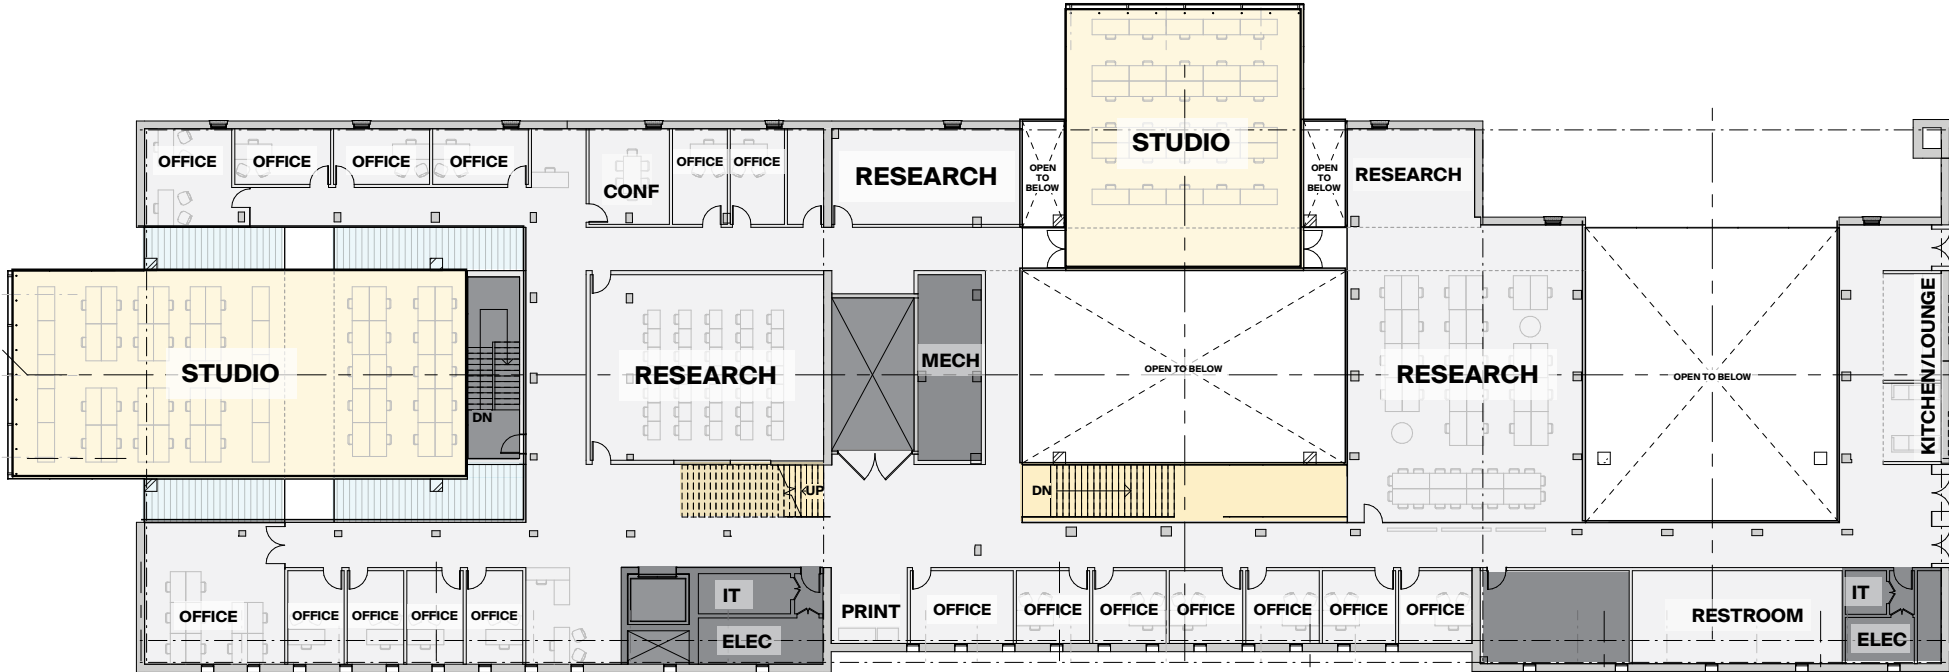 STUDIO
OFFICE
OFFICE
OFFICE
OFFICE
CONF
OFFICE
OFFICE
RESEARCH
OPEN
TO
BELOW
OPEN
TO
BELOW
RESEARCH
STUDIO
DN
RESEARCH
MECH
OPEN TO BELOW
RESEARCH
OPEN TO BELOW
KITCHEN/LOUNGE
UP
DN
OFFICE
OFFICE
OFFICE
OFFICE
OFFICE
IT
ELEC
PRINT
OFFICE
OFFICE
OFFICE
OFFICE
OFFICE
OFFICE
OFFICE
RESTROOM
IT
ELEC